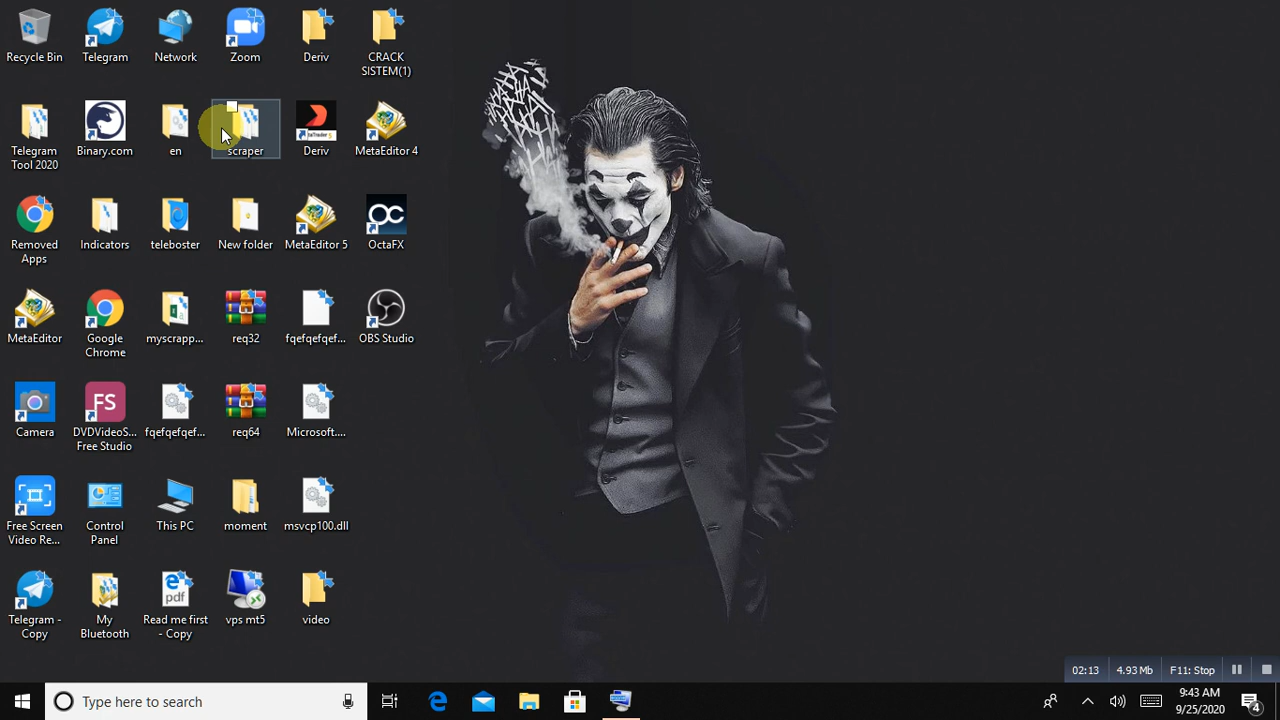 Recycle Bin
Telegram
Network
Zoom
Deriv
CRACK
SISTEM(1)
Telegram
Tool 2020
Binary.com
en
scraper
Deriv
MetaEditor 4
Removed
Apps
Indicators
teleboster
New folder
MetaEditor 5
OC
OctaFX
MetaEditor
Google
Chrome
myscrapp...
req32
fqefqefqef...
OBS Studio
Camera
FS
DVDVideoS...
Free Studio
fqefqefqef...
req64
Microsoft....
Free Screen
Video Re...
Control
Panel
This PC
moment
msvcp100.dll
Telegram -
Copy
My
Bluetooth
pdf
Read me first
- Copy
vps mt5
video
02:13
4.93 Mb
F11: Stop
Type here to search
9:43 AM
9/25/2020
4